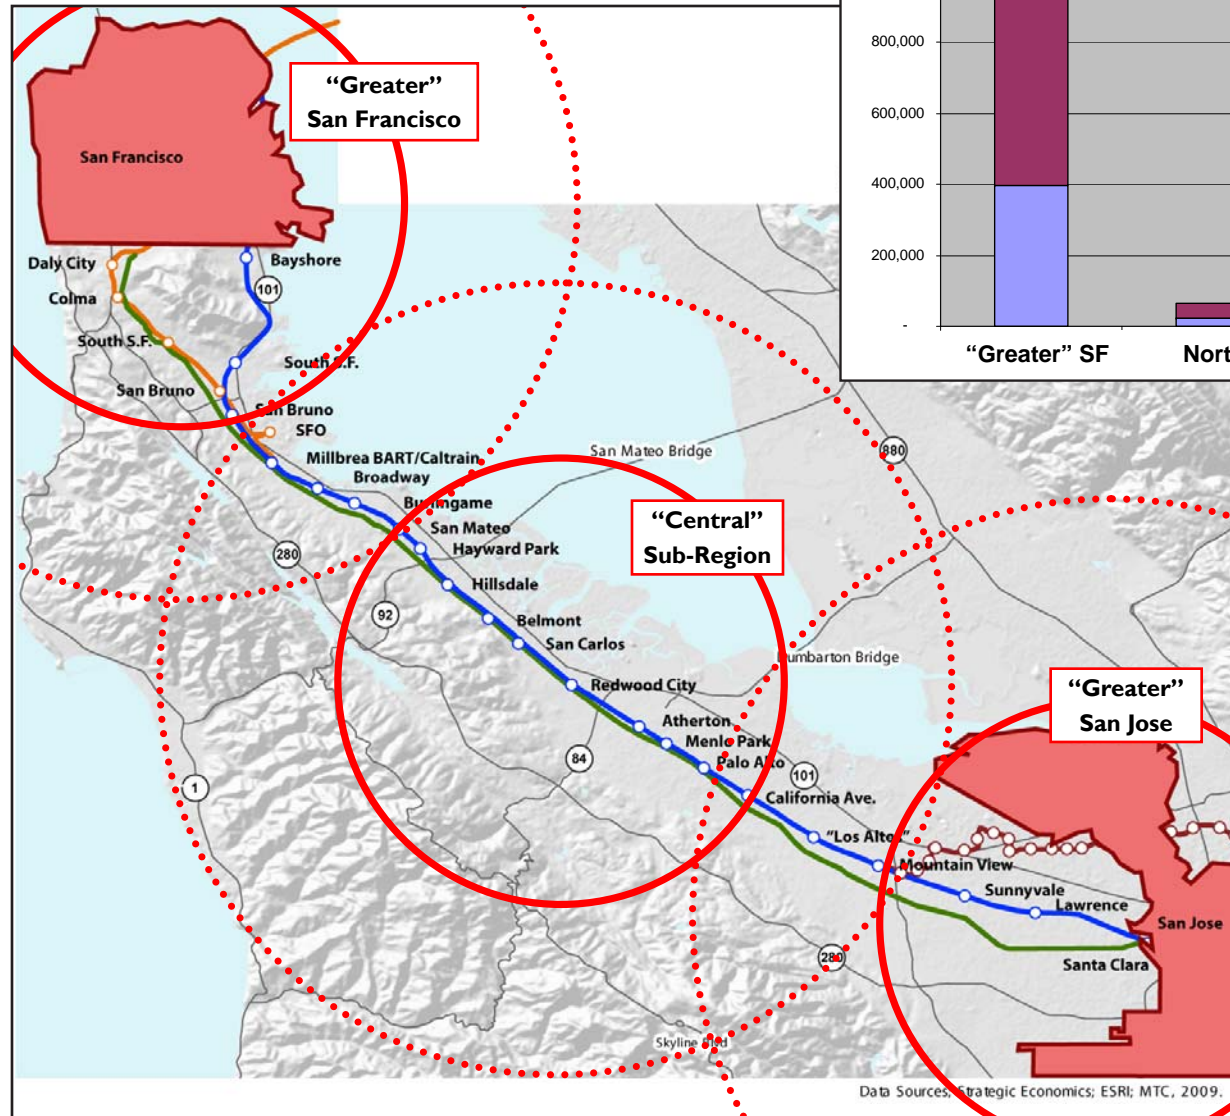 800,000
600,000
400,000
200,000
-
“Greater” SF
Nort
“Greater”
San Francisco
San Francisco
Daly City
Bayshore
101
Colma
South S.F.
South S.F.
San Bruno
San Bruno
SFO
Millbrea BART/Caltrain
Broadway
Burlingame
San Mateo
Hayward Park
San Mateo Bridge
880
“Central”
Sub-Region
280
Hillsdale
92
Belmont
San Carlos
Dumbarton Bridge
Redwood City
“Greater”
San Jose
Atherton
Menlo Park
Palo Alto
84
101
1
California Ave.
“Los Altos”
Mountain View
Sunnyvale
Lawrence
San Jose
280
Santa Clara
Skyline Blvd
Data Sources; Strategic Economics; ESRI; MTC, 2009,